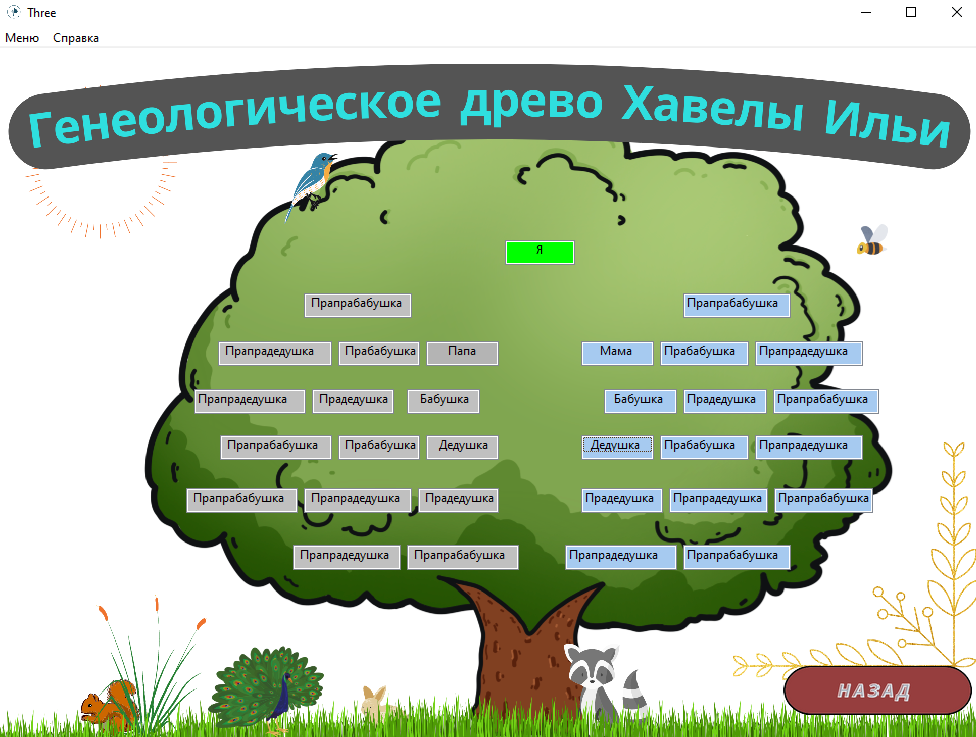 Three
Меню Справка
Генеологическое древо Хавелы Ильи
Я
Прапрабабушка Прапрабабушка
Прапрадедушка Прабабушка Папа Мама Прабабушка Прапрадедушка
Прапрадедушка Прадедушка Бабушка Бабушка Прадедушка Прапрабабушка
Прапрабабушка Прабабушка Дедушка Дедушка Прабабушка Прапрадедушка
Прапрабабушка Прапрадедушка Прадедушка Прадедушка Прапрадедушка Прапрабабушка
Прапрадедушка Прапрабабушка Прапрадедушка Прапрабабушка
НАЗАД